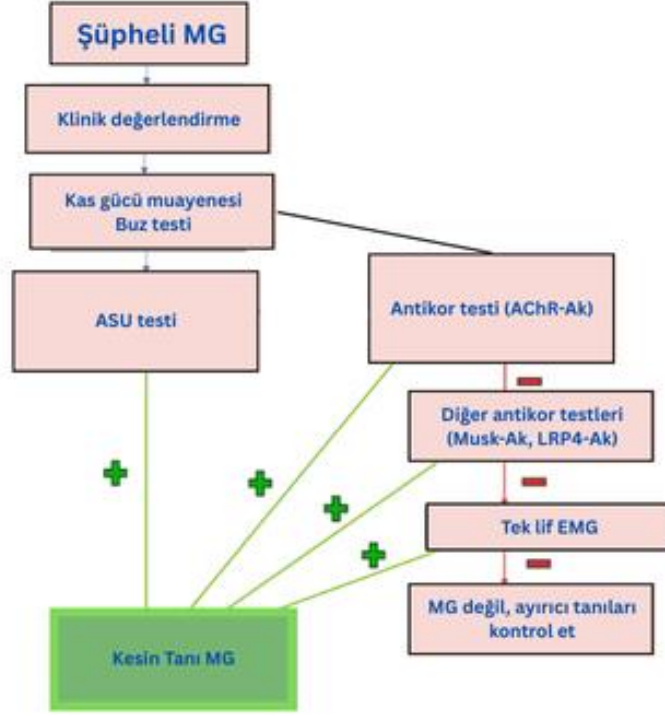 Şüpheli MG
Klinik değerlendirme
Kas gücü muayenesi
Buz testi
ASU testi
Antikor testi (AChR-Ak)
Diğer antikor testleri
(Musk-Ak, LRP4-Ak)
Tek lif EMG
MG değil, ayırıcı tanıları
kontrol et
Kesin Tanı MG